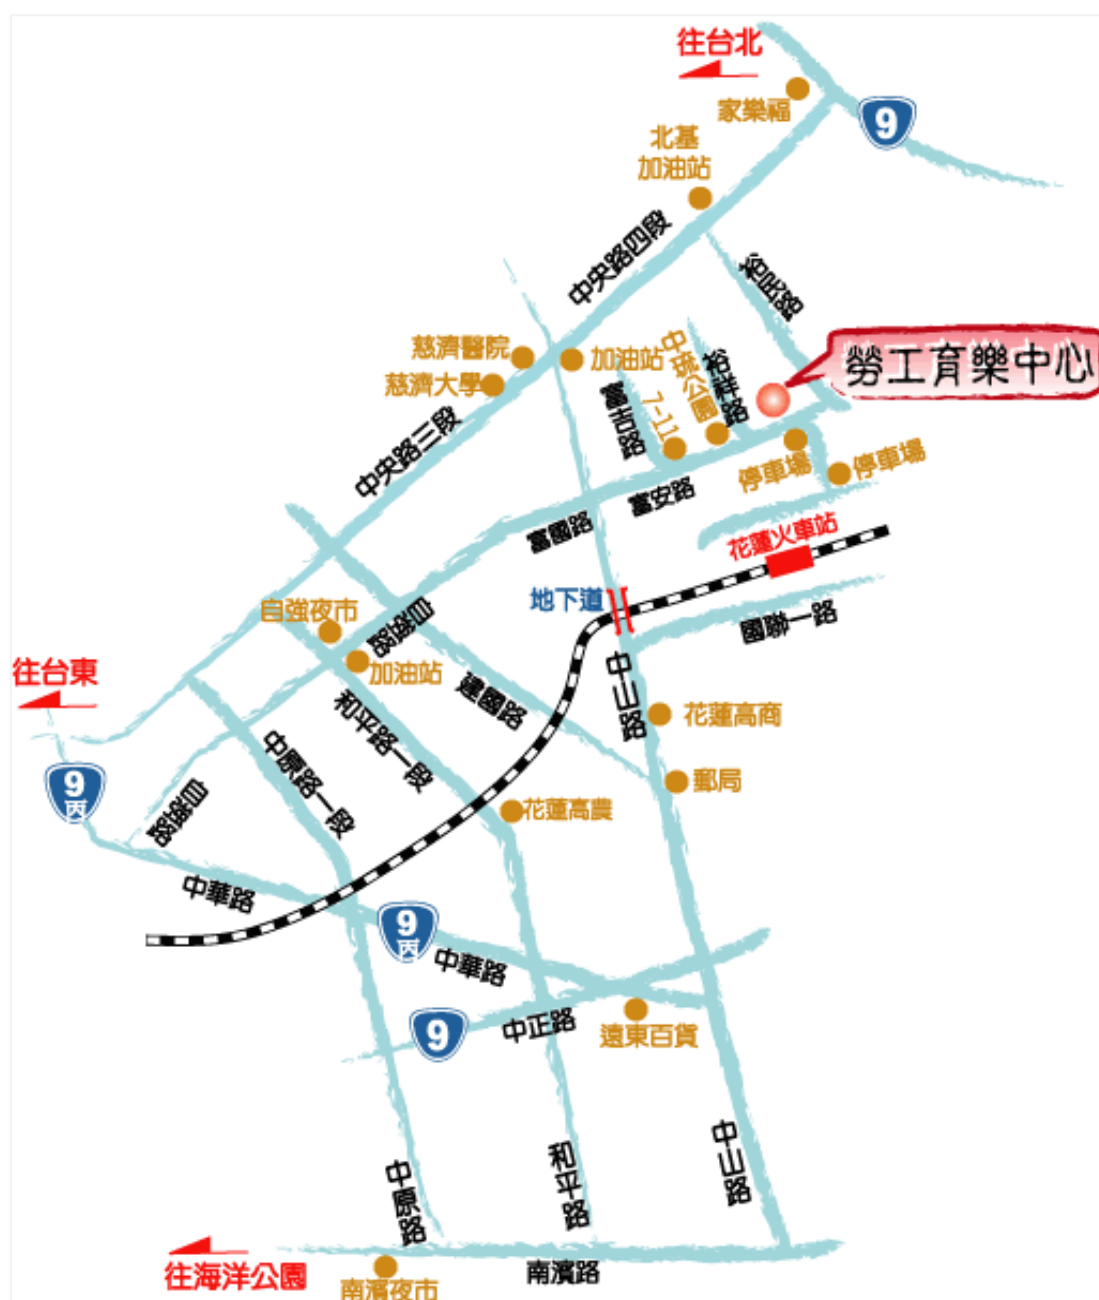 往台北
家樂福
9
北基
加油站
中央路四段
裕民路
慈濟醫院
加油站
慈濟大學
勞工育樂中心
裕祥路
富吉路
7-11
中央路三段
停車場
停車場
富安路
富國路
花蓮火車站
地下道
國聯一路
自強夜市
自強路
加油站
往台東
中山路
建國路
和平路一段
花蓮高商
中原路一段
郵局
9
丙
自強路
花蓮高農
中華路
9
丙
中華路
9
中正路
遠東百貨
中山路
和平路
中原路
往海洋公園
南濱路
南濱夜市